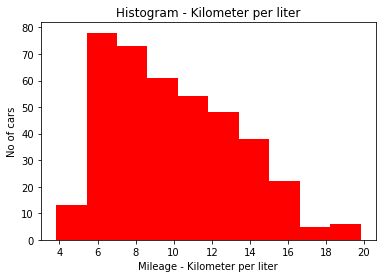 Histogram - Kilometer per liter
80
70
60
50
40
30
20
10
0
No of cars
4 6 8 10 12 14 16 18 20
Mileage - Kilometer per liter